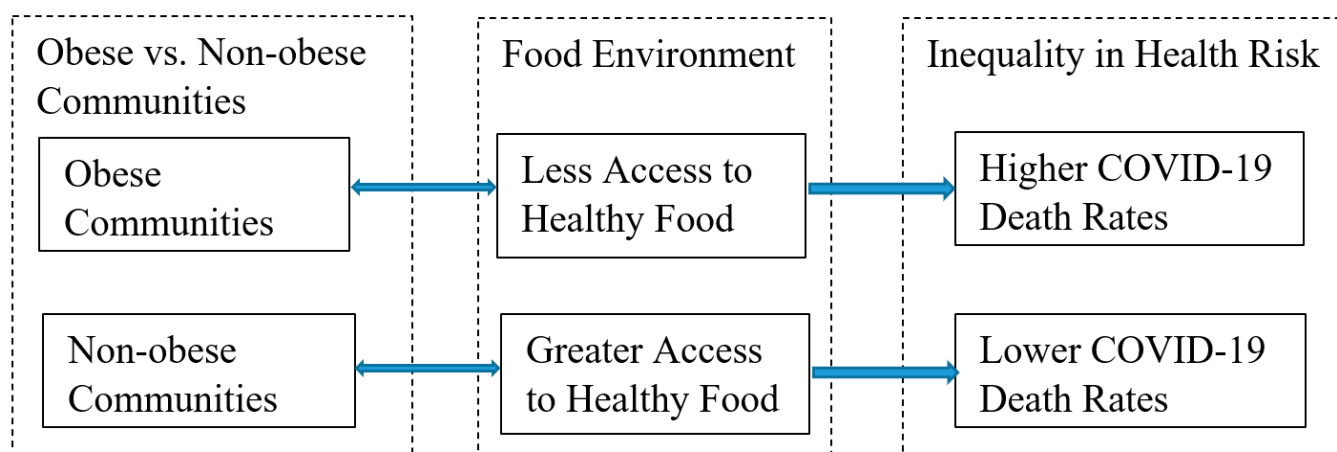 Obese vs. Non-obese
Communities
Obese
Communities
Non-obese
Communities
Food Environment
Less Access to
Healthy Food
Greater Access
to Healthy Food
Inequality in Health Risk
Higher COVID-19
Death Rates
Lower COVID-19
Death Rates